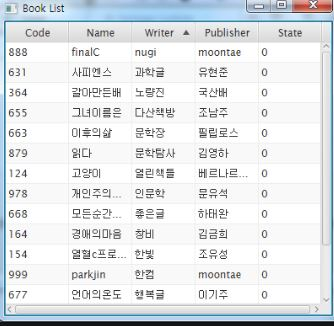 Book List
Code Name Writer ▲ Publisher State
888 finalC nugi moontae 0
631 사피엔스 과학글 유현준 0
364 갈아만든배 노량진 국산배 0
655 그녀이름은 다산책방 조남주 0
663 이후의삶 문학장 필립로스 0
879 읽다 문학탐사 김영하 0
124 고양이 열린책들 베르나르... 0
978 개인주의... 인문학 문유석 0
668 모든순간... 좋은글 하태완 0
164 경애의마음 창비 김금희 0
154 열혈c프로... 한빛 조유성 0
999 parkjin 한컴 moontae 0
677 언어의온도 행복글 이기주 0